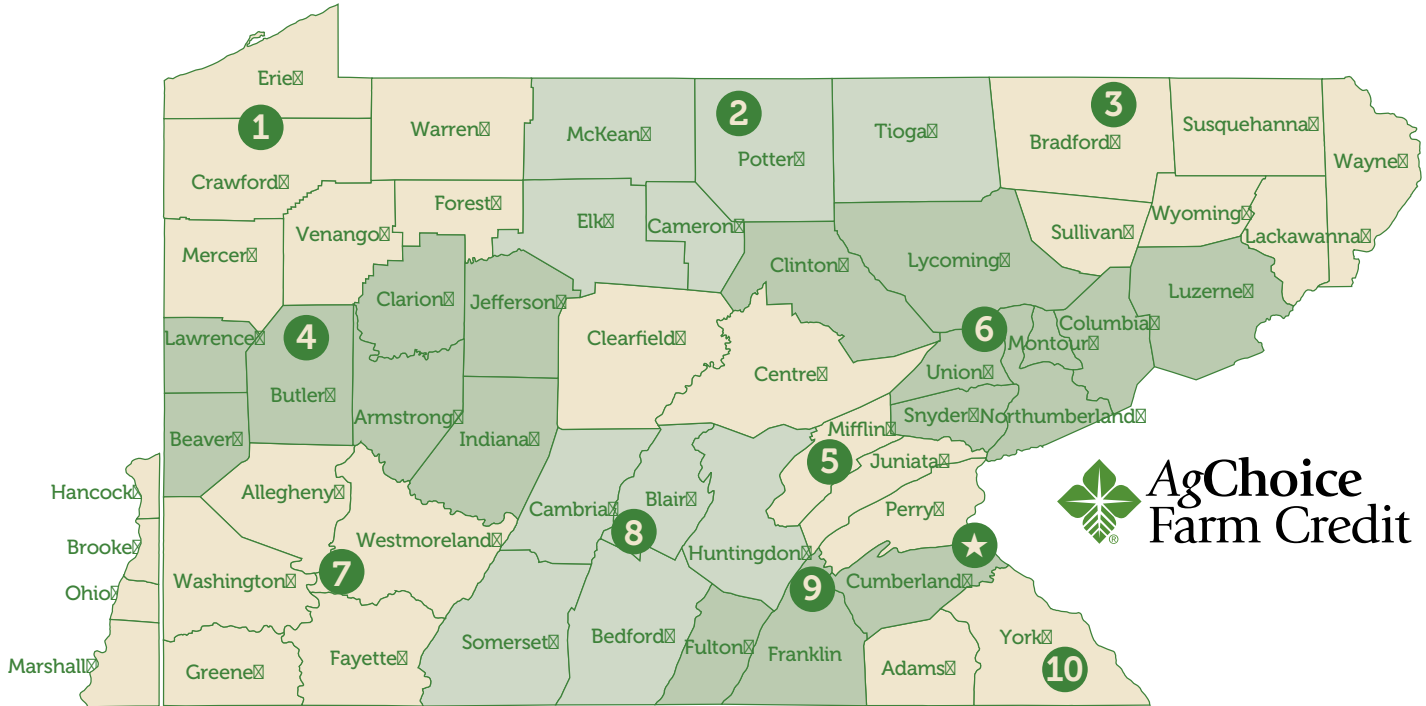 Erie
1
Crawford
Warren
McKean
2
Potter
Tioga
3
Bradford
Susquehanna
Wayne
Mercer
Venango
Forest
Elk
Cameron
Clinton
Lycoming
Sullivan
Wyoming
Lackawanna
Luzerne
Lawrence
4
Butler
Clarion
Jefferson
Clearfield
Centre
6
Union
Montour
Columbia
Beaver
Armstrong
Indiana
Snyder
Northumberland
Mifflin
5
Juniata
Hancock
Brooke
Ohio
Marshall
Allegheny
Washington
7
Westmoreland
Cambria
Blair
8
Huntingdon
Perry
9
Cumberland
Greene
Fayette
Somerset
Bedford
Fulton
Franklin
Adams
York
10
AgChoice
Farm Credit
®